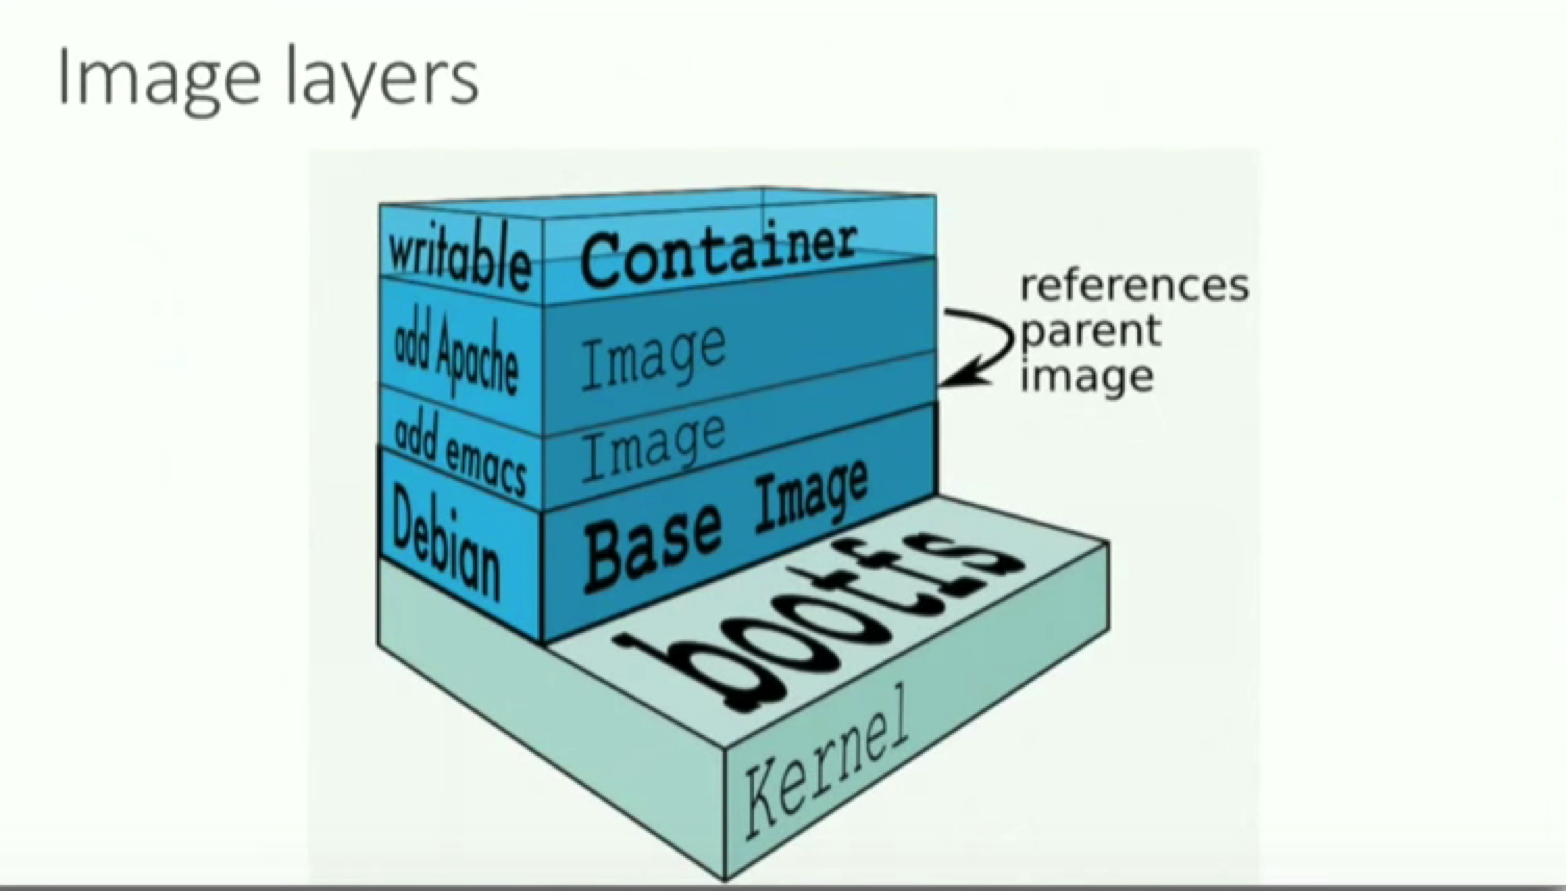 Image layers
writable Container
add Apache Image
add emacs Image
Debian Base Image
references
parent
image
bootfs
Kernel